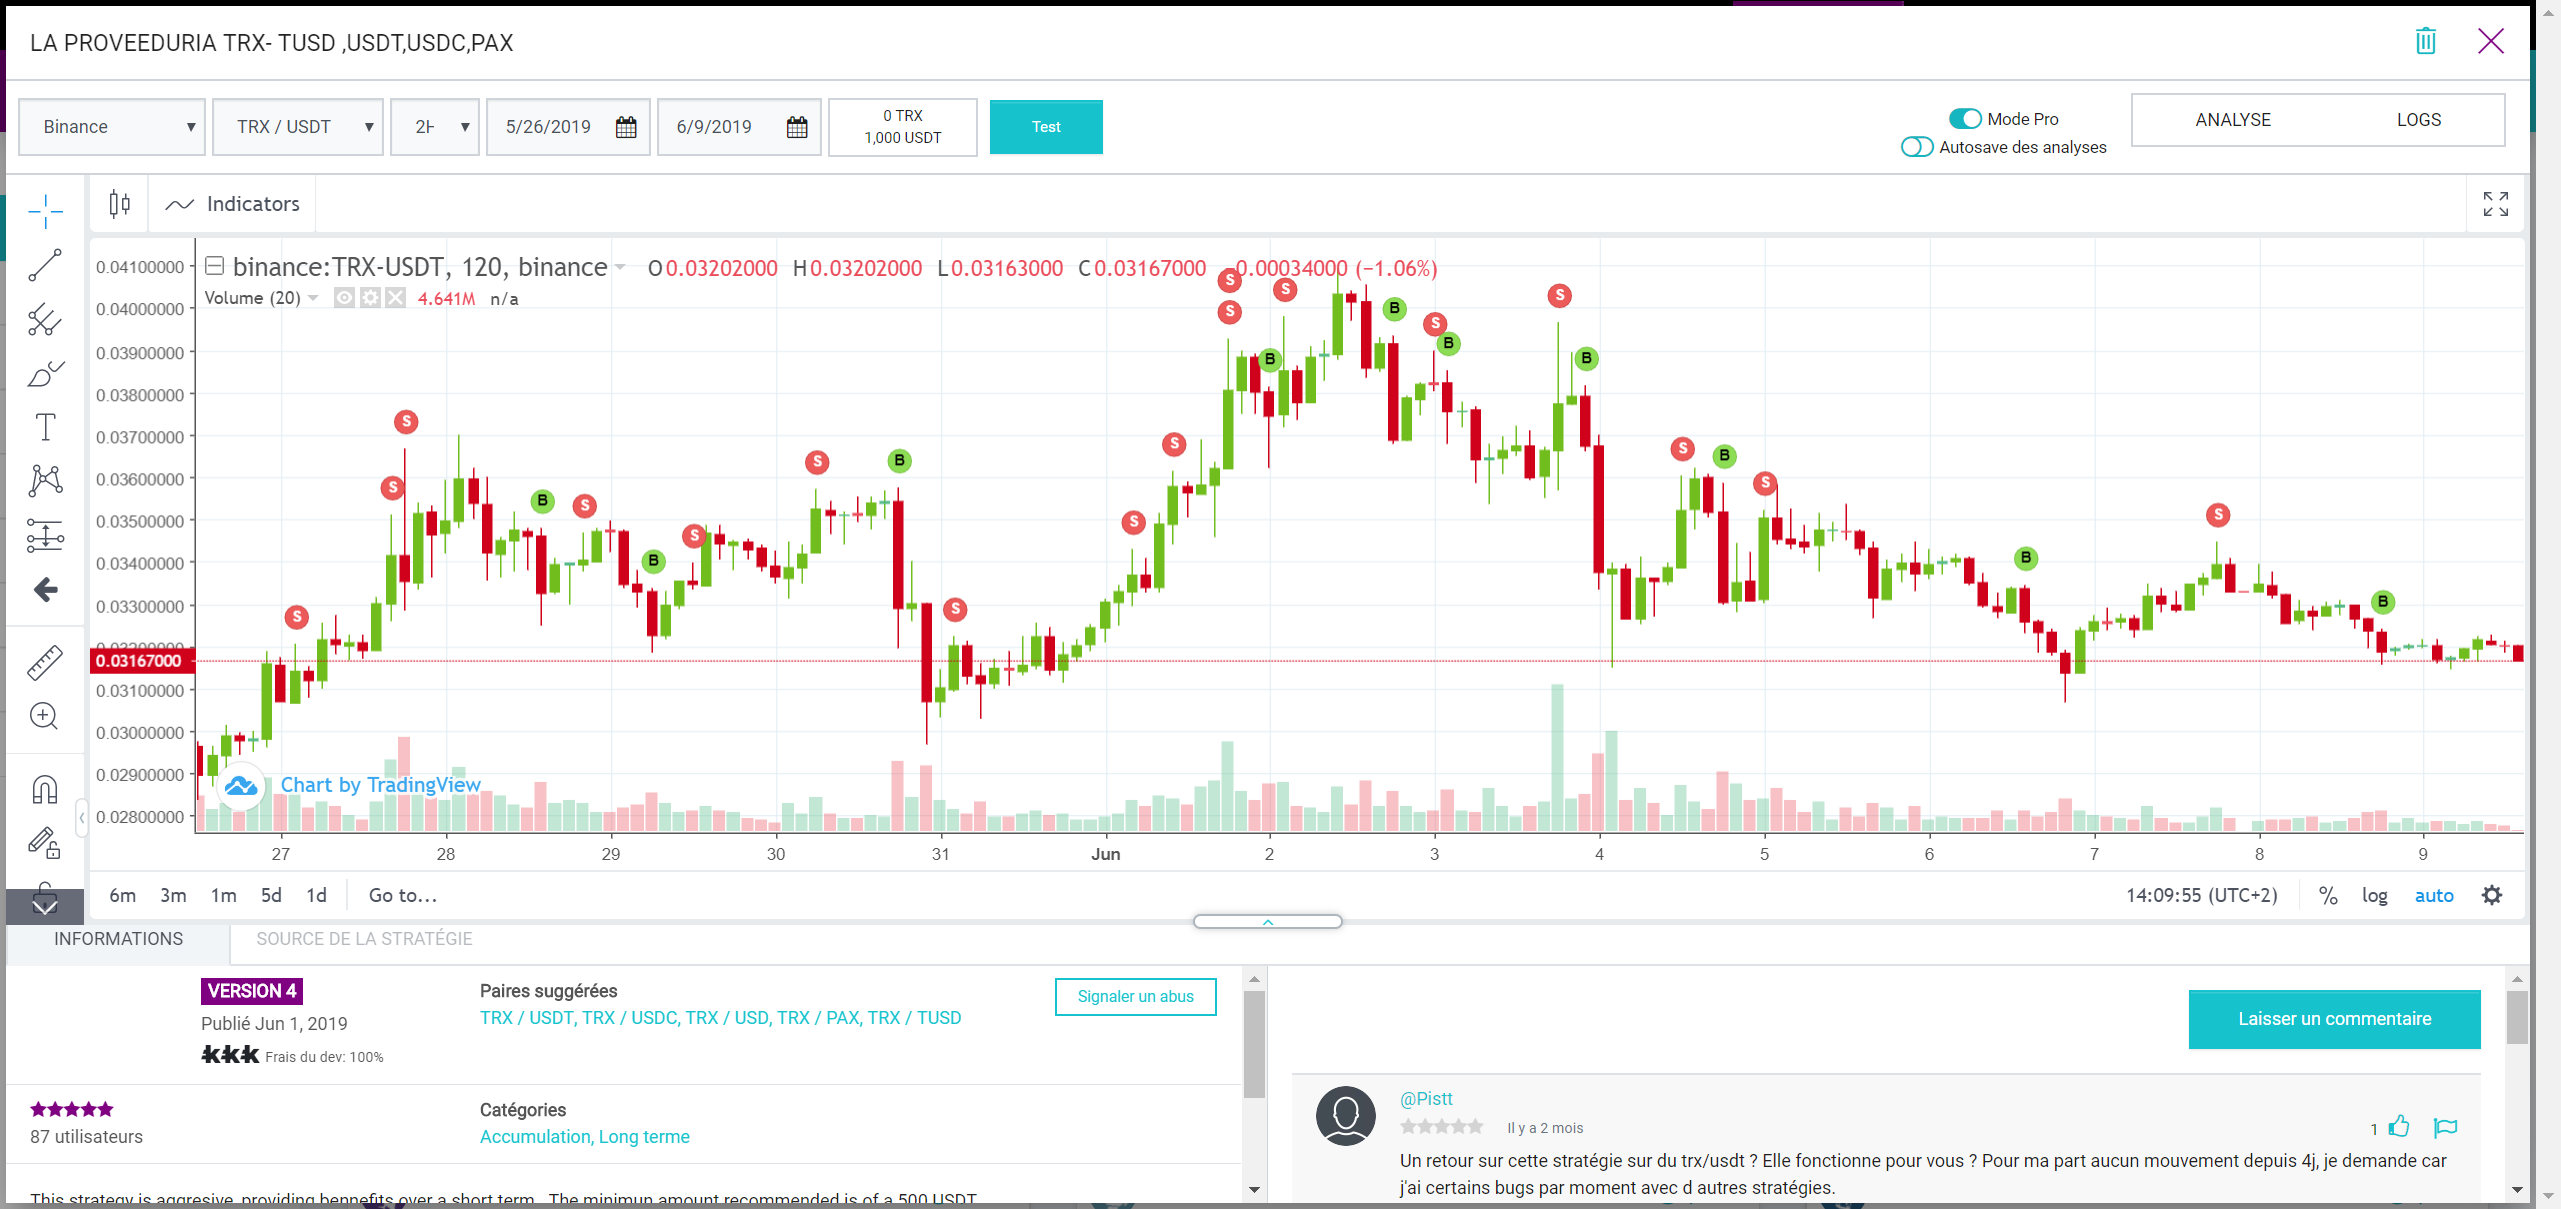 LA PROVEEDURIA TRX- TUSD ,USDT,USDC,PAX
Binance
TRX / USDT
2H
5/26/2019
6/9/2019
0 TRX
1,000 USDT
Test
Mode Pro
Autosave des analyses
ANALYSE
LOGS
Indicators
binance:TRX-USDT, 120, binance O0.03202000 H0.03202000 L0.03163000 C0.03167000 −0.00034000 (−1.06%)
Volume (20) 4.641M n/a
0.04100000
0.04000000
0.03900000
0.03800000
0.03700000
0.03600000
0.03500000
0.03400000
0.03300000
0.03167000
0.03100000
0.03000000
0.02900000
0.02800000
S
S
S
B
S
B
S
S
B
S
S
S
S
S
B
S
B
S
B
S
B
S
B
S
B
S
B
Chart by TradingView
27 28 29 30 31 Jun 2 3 4 5 6 7 8 9
6m 3m 1m 5d 1d Go to...
14:09:55 (UTC+2) % log auto
INFORMATIONS
SOURCE DE LA STRATÉGIE
VERSION 4
Publié Jun 1, 2019
Frais du dev: 100%
Paires suggérées
TRX / USDT, TRX / USDC, TRX / USD, TRX / PAX, TRX / TUSD
Signaler un abus
87 utilisateurs
Catégories
Accumulation, Long terme
This strategy is aggresive, providing bennefits over a short term. The minimun amount recommended is of a 500 USDT
Laisser un commentaire
@Pistt
Il y a 2 mois
1
Un retour sur cette stratégie sur du trx/usdt ? Elle fonctionne pour vous ? Pour ma part aucun mouvement depuis 4j, je demande car
j'ai certains bugs par moment avec d autres stratégies.